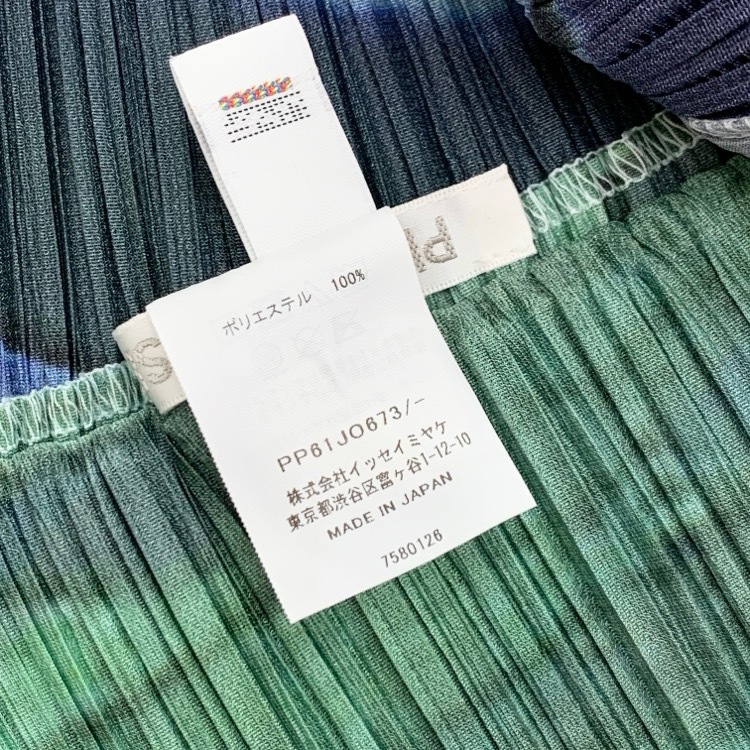 PL
S
ポリエステル 100%
PP61JO673/-
株式会社イッセイミヤケ
東京都渋谷区富ヶ谷1-12-10
MADE IN JAPAN
7580126